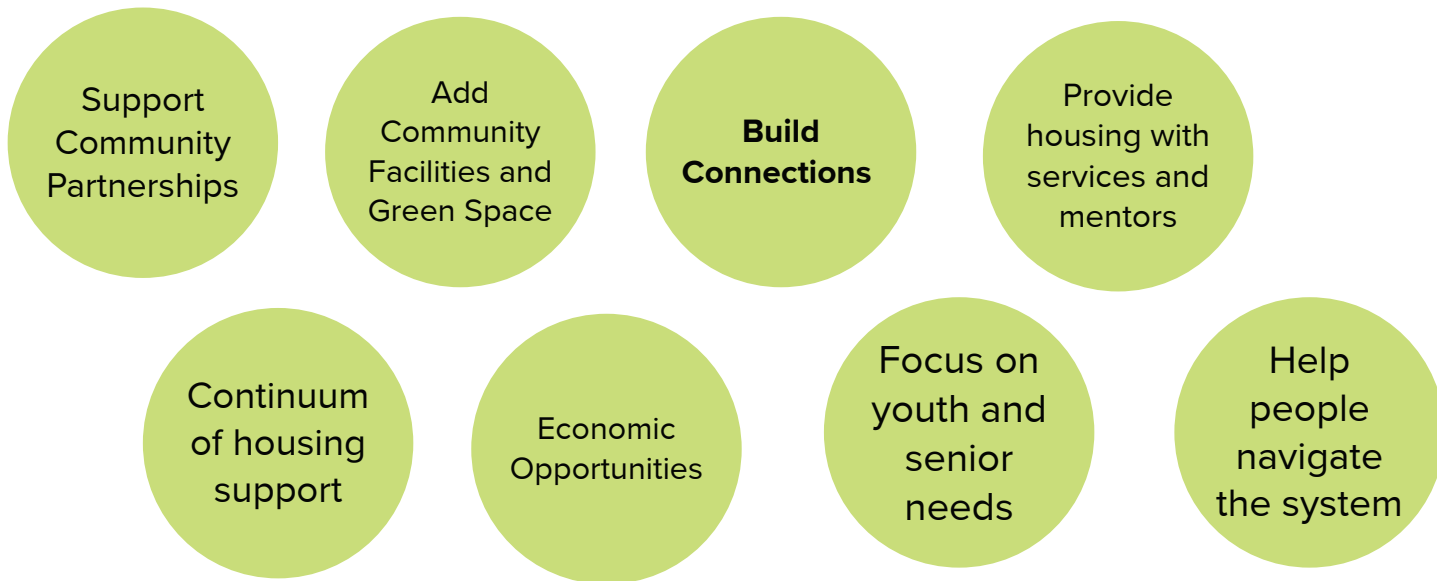 Support
Community
Partnerships
Add
Community
Facilities and
Green Space
Build
Connections
Provide
housing with
services and
mentors
Continuum
of housing
support
Economic
Opportunities
Focus on
youth and
senior
needs
Help
people
navigate
the system